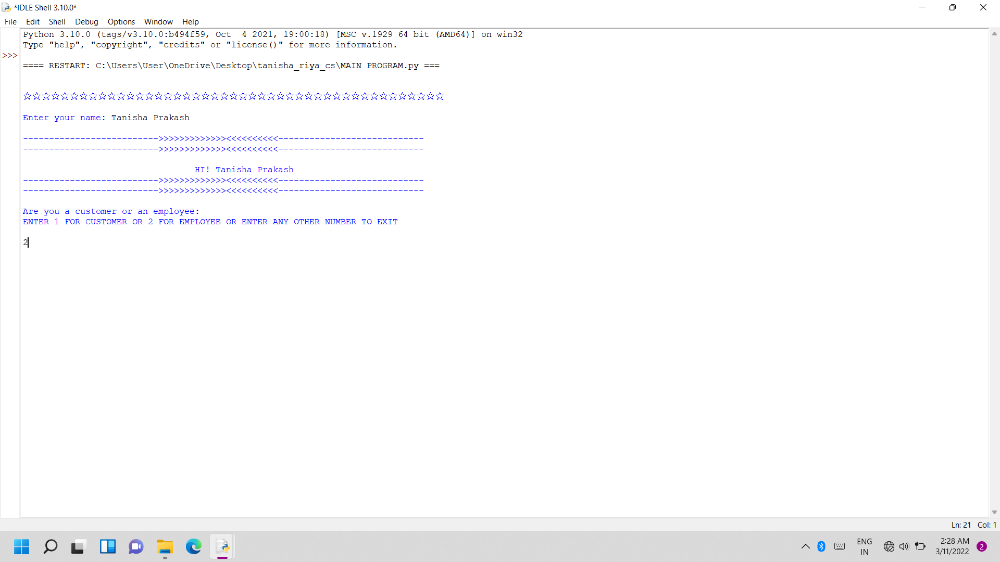 *IDLE Shell 3.10.0*
File Edit Shell Debug Options Window Help
Python 3.10.0 (tags/v3.10.0:b494f59, Oct  4 2021, 19:00:18) [MSC v.1929 64 bit (AMD64)] on win32
Type "help", "copyright", "credits" or "license()" for more information.
>>>
==== RESTART: C:\Users\User\OneDrive\Desktop\tanisha_riya_cs\MAIN PROGRAM.py ===
☆☆☆☆☆☆☆☆☆☆☆☆☆☆☆☆☆☆☆☆☆☆☆☆☆☆☆☆☆☆☆☆☆☆☆☆☆☆☆☆☆☆☆☆☆
Enter your name: Tanisha Prakash
-------------------------->>>>>>>>>>>>><<<<<<<<<<----------------------------
-------------------------->>>>>>>>>>>>><<<<<<<<<<----------------------------
HI! Tanisha Prakash
-------------------------->>>>>>>>>>>>><<<<<<<<<<----------------------------
-------------------------->>>>>>>>>>>>><<<<<<<<<<----------------------------
Are you a customer or an employee:
ENTER 1 FOR CUSTOMER OR 2 FOR EMPLOYEE OR ENTER ANY OTHER NUMBER TO EXIT
2
Ln: 21 Col: 1
ENG
IN
2:28 AM
3/11/2022
2